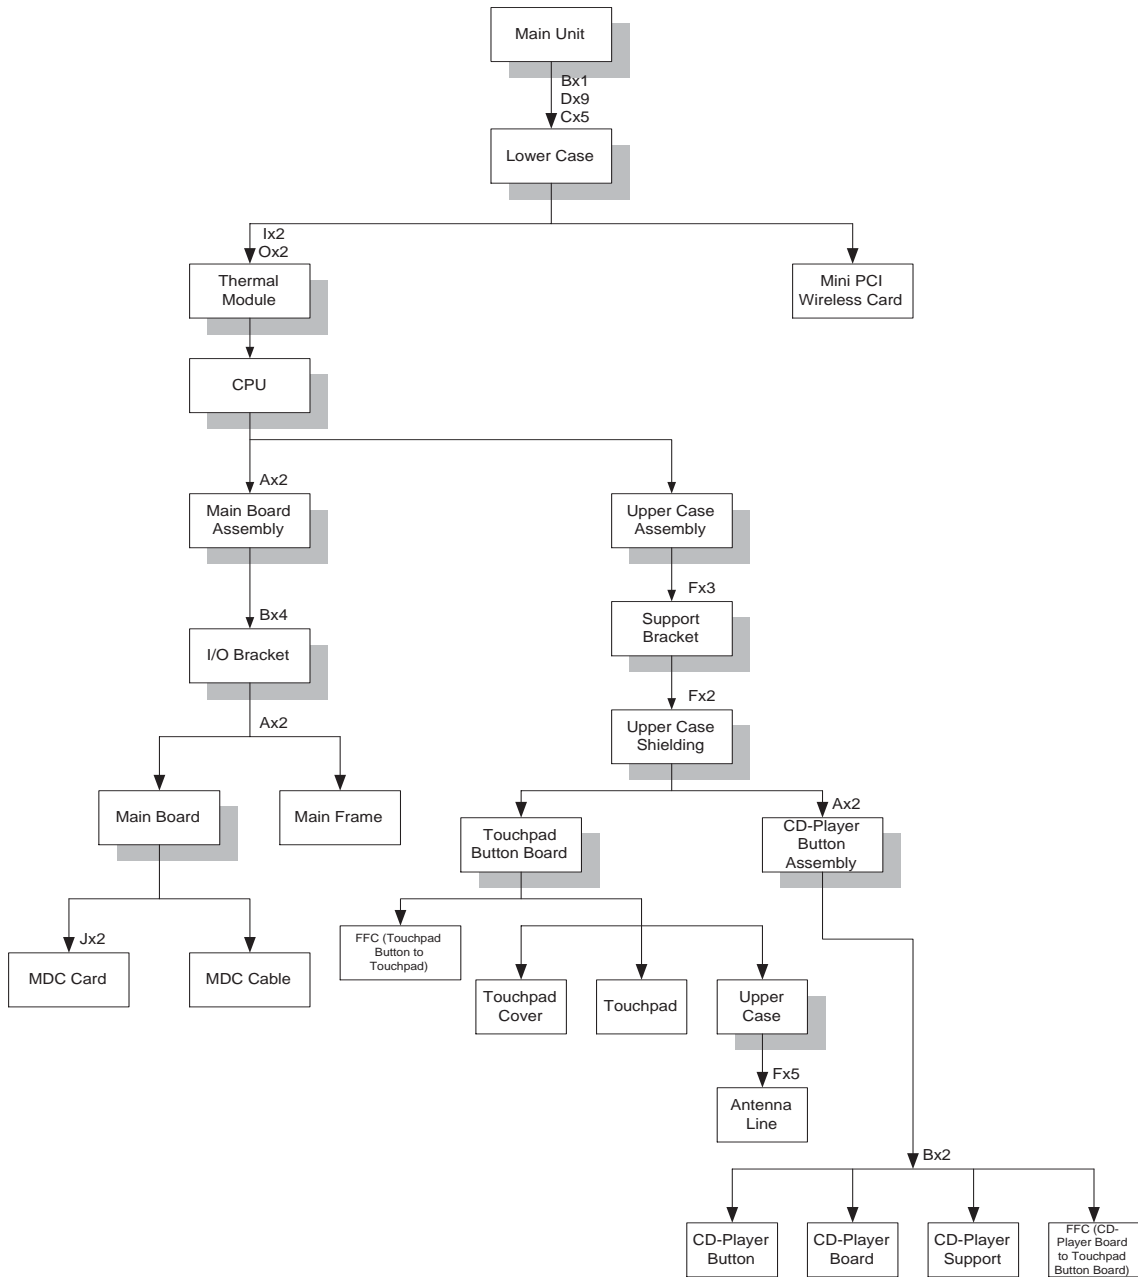 Main Unit
Bx1
Dx9
Cx5
Lower Case
Ix2
Ox2
Thermal
Module
Mini PCI
Wireless Card
CPU
Ax2
Main Board
Assembly
Upper Case
Assembly
Fx3
Bx4
Support
Bracket
I/O Bracket
Fx2
Ax2
Upper Case
Shielding
Main Board
Main Frame
Ax2
Touchpad
Button Board
CD-Player
Button
Assembly
Jx2
FFC (Touchpad
Button to
Touchpad)
MDC Card
MDC Cable
Touchpad
Cover
Touchpad
Upper
Case
Fx5
Antenna
Line
Bx2
CD-Player
Button
CD-Player
Board
CD-Player
Support
FFC (CD-
Player Board
to Touchpad
Button Board)